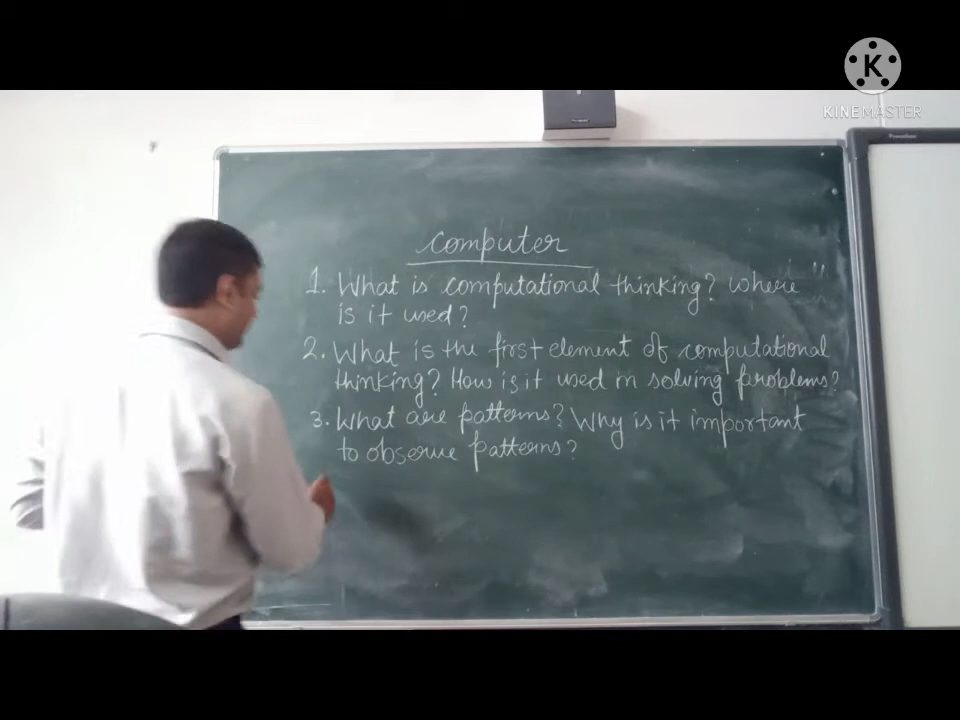 K
KINEMASTER
computer
1. What is computational thinking? where
is it used?
2. What is the first element of computational
thinking? How is it used in solving problems?
3. What are patterns? Why is it important
to observe patterns?